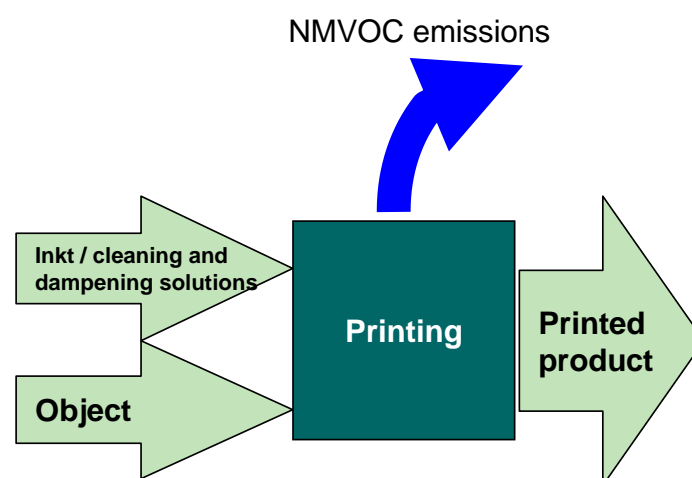 NMVOC emissions
Inkt / cleaning and
dampening solutions
Printing
Printed
product
Object